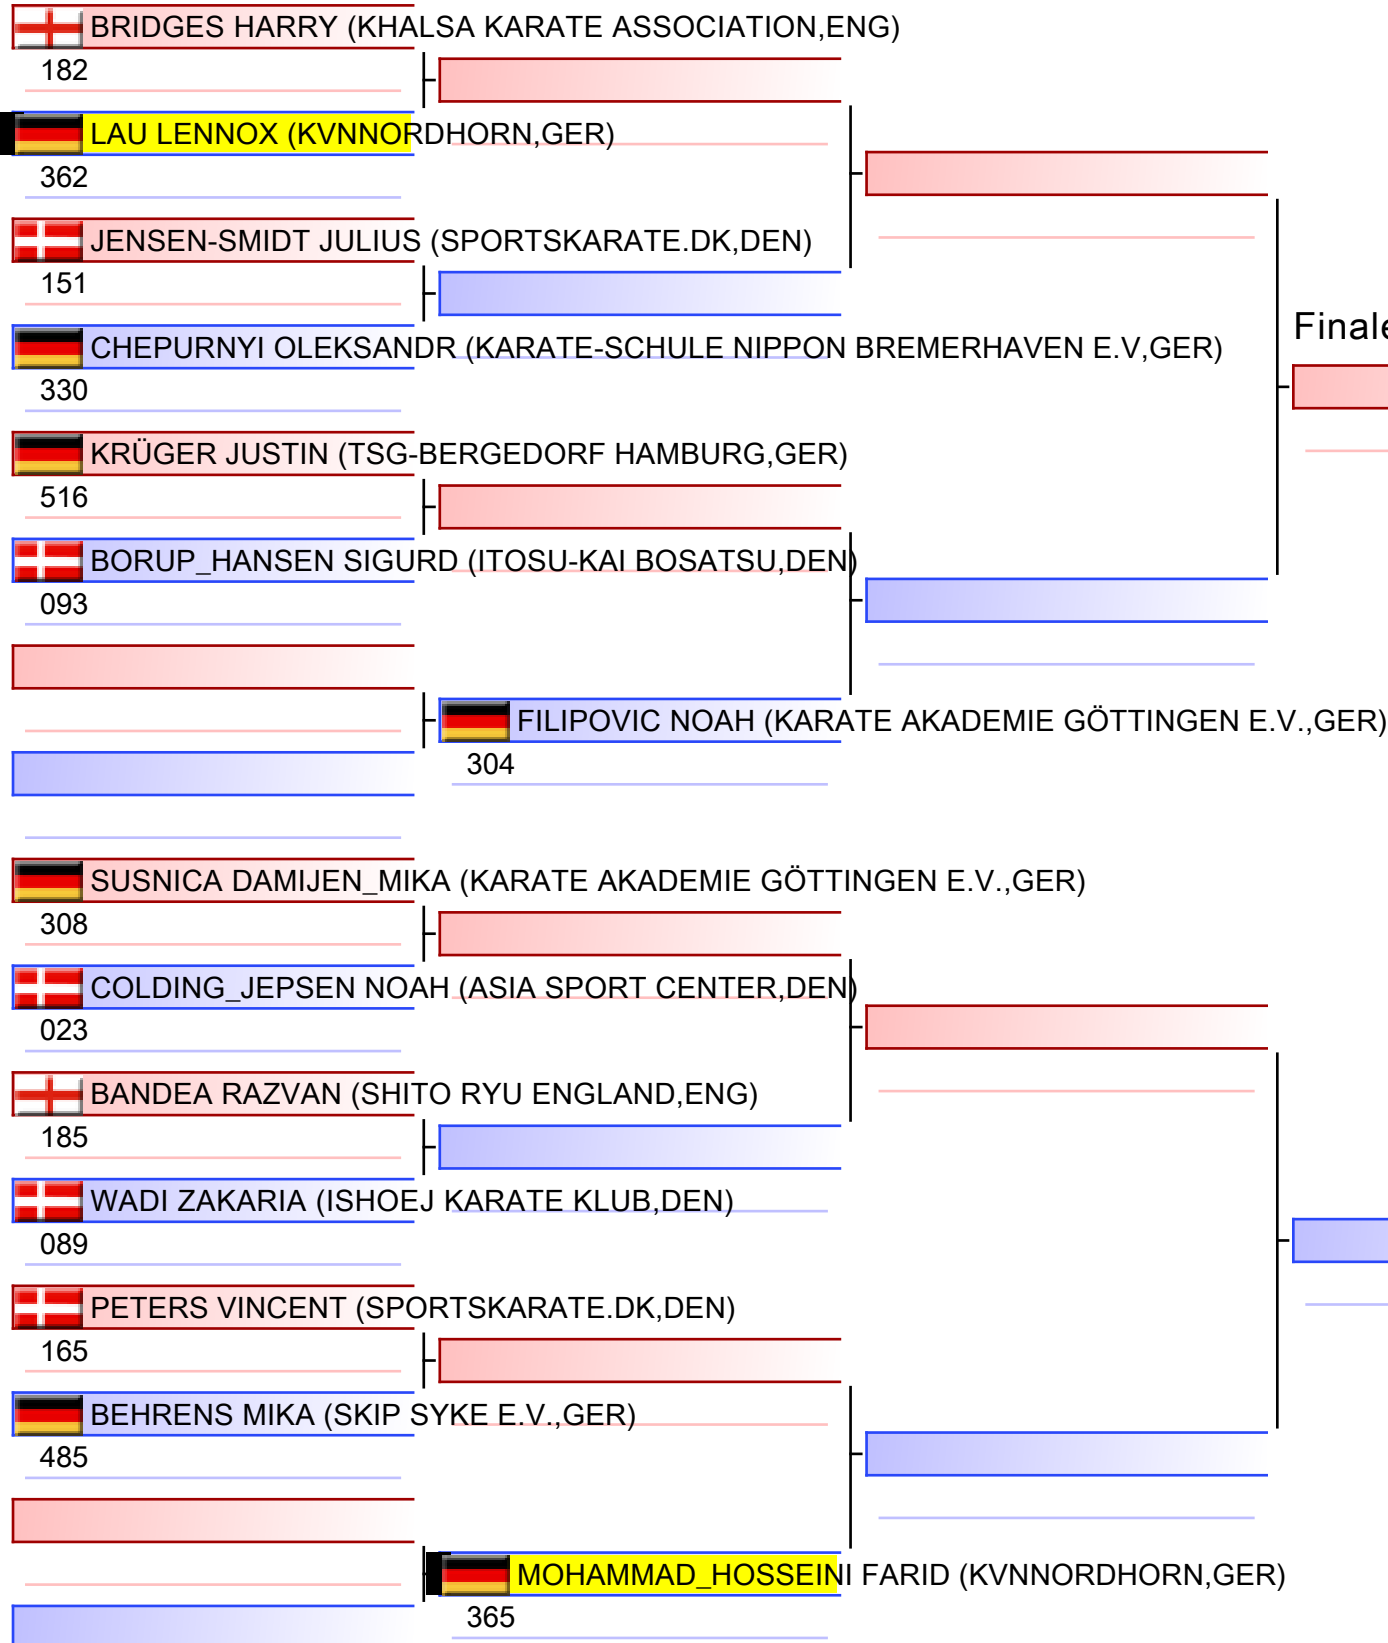 BRIDGES HARRY (KHALSA KARATE ASSOCIATION,ENG)
182
LAU LENNOX (KVNNORDHORN,GER)
362
JENSEN-SMIDT JULIUS (SPORTSKARATE.DK,DEN)
151
CHEPURNYI OLEKSANDR (KARATE-SCHULE NIPPON BREMERHAVEN E.V,GER)
330
Finale
KRÜGER JUSTIN (TSG-BERGEDORF HAMBURG,GER)
516
BORUP_HANSEN SIGURD (ITOSU-KAI BOSATSU,DEN)
093
FILIPOVIC NOAH (KARATE AKADEMIE GÖTTINGEN E.V.,GER)
304
SUSNICA DAMIJEN_MIKA (KARATE AKADEMIE GÖTTINGEN E.V.,GER)
308
COLDING_JEPSEN NOAH (ASIA SPORT CENTER,DEN)
023
BANDEA RAZVAN (SHITO RYU ENGLAND,ENG)
185
WADI ZAKARIA (ISHOEJ KARATE KLUB,DEN)
089
PETERS VINCENT (SPORTSKARATE.DK,DEN)
165
BEHRENS MIKA (SKIP SYKE E.V.,GER)
485
MOHAMMAD_HOSSEINI FARID (KVNNORDHORN,GER)
365